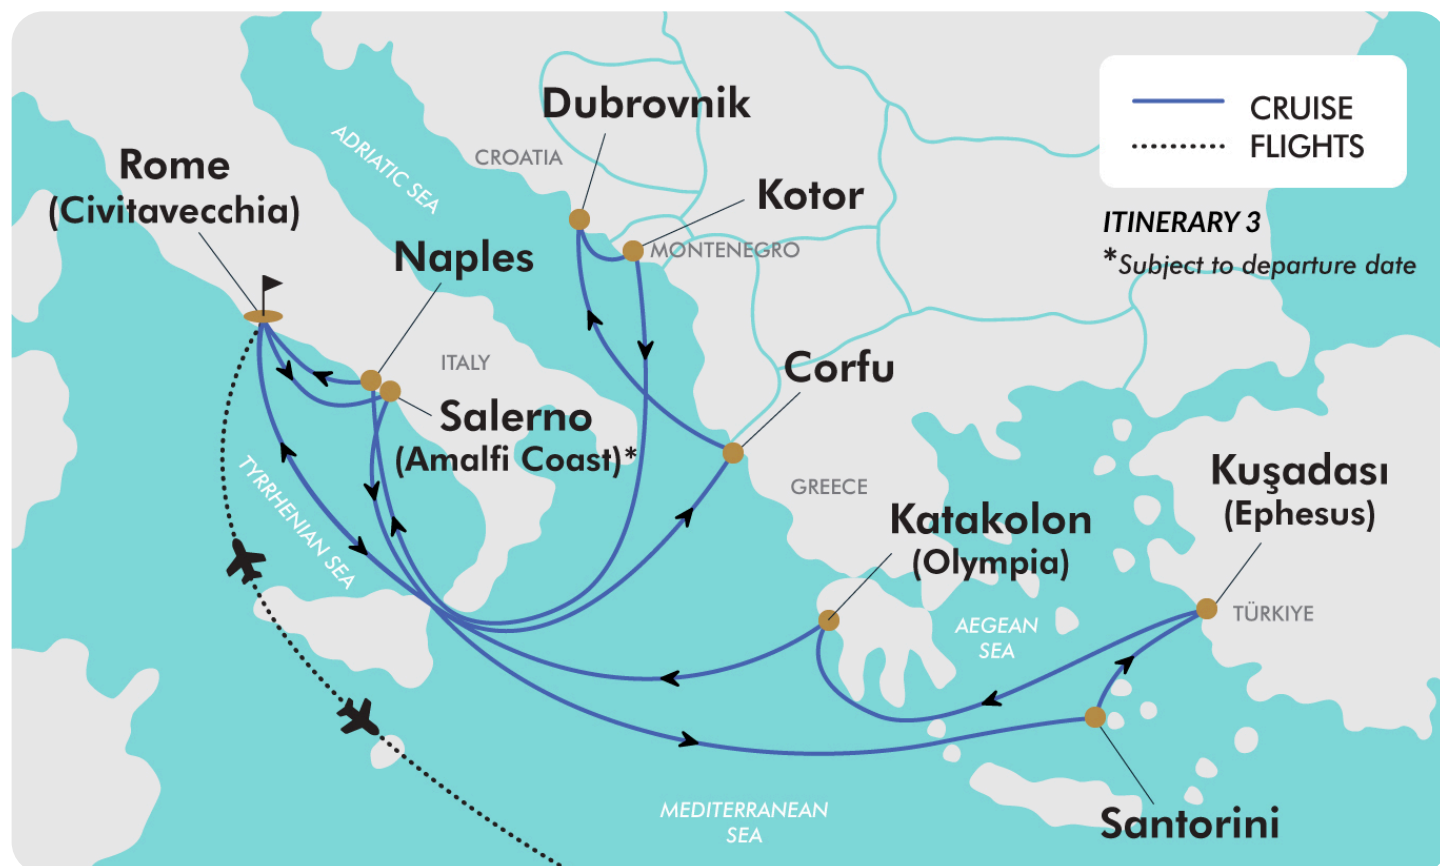 Dubrovnik
CRUISE
FLIGHTS
ADRIATIC SEA
CROATIA
Rome
(Civitavecchia)
Kotor
ITINERARY 3
*Subject to departure date
MONTENEGRO
Naples
ITALY
Corfu
Salerno
(Amalfi Coast)*
TYRRHENIAN SEA
GREECE
Kuşadası
(Ephesus)
Katakolon
(Olympia)
AEGEAN
SEA
TÜRKIYE
MEDITERRANEAN
SEA
Santorini